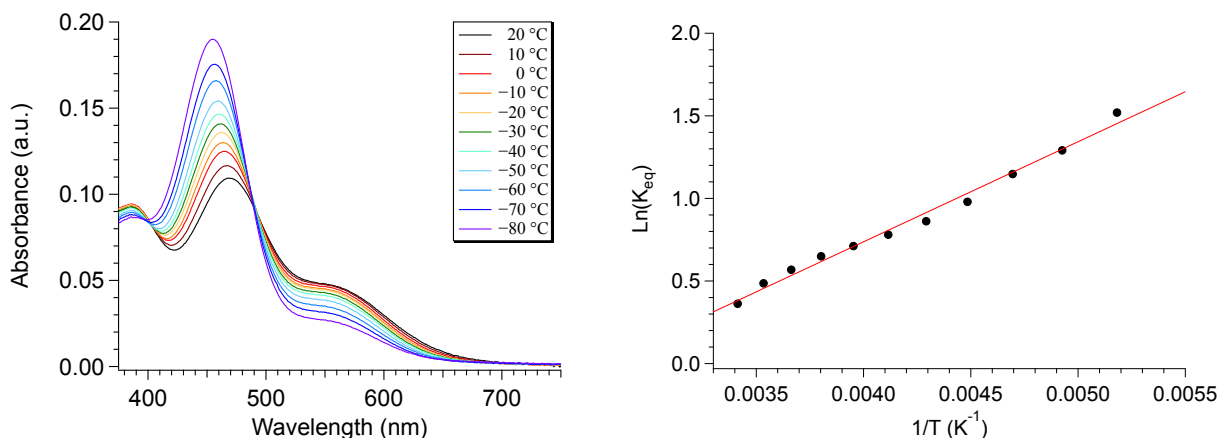 0.20
0.15
0.10
0.05
0.00
Absorbance (a.u.)
400
500
600
700
Wavelength (nm)
20 °C
10 °C
0 °C
−10 °C
−20 °C
−30 °C
−40 °C
−50 °C
−60 °C
−70 °C
−80 °C
2.0
1.5
1.0
0.5
0.0
Ln(Keq)
0.0035
0.0040
0.0045
0.0050
0.0055
1/T (K⁻¹)